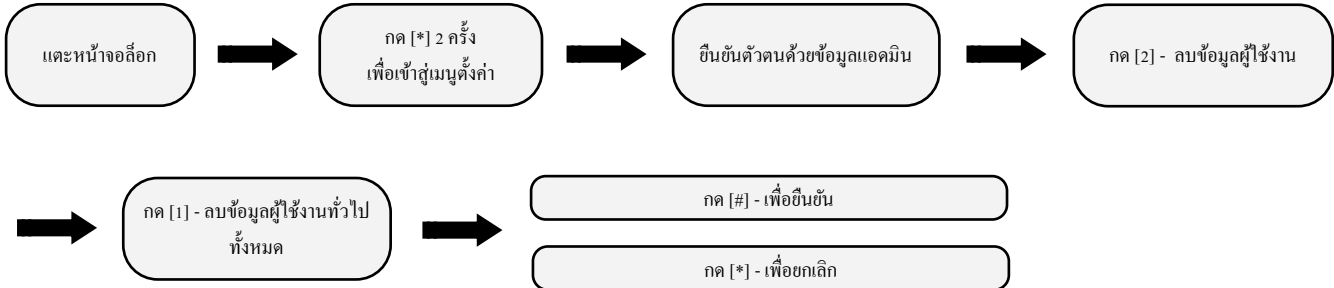 แตะหน้าจอล็อก
กด [*] 2 ครั้ง
เพื่อเข้าสู่เมนูตั้งค่า
ยืนยันตัวตนด้วยข้อมูลแอดมิน
กด [2] - ลบข้อมูลผู้ใช้งาน
กด [1] - ลบข้อมูลผู้ใช้งานทั่วไป
ทั้งหมด
กด [#] - เพื่อยืนยัน
กด [*] - เพื่อยกเลิก